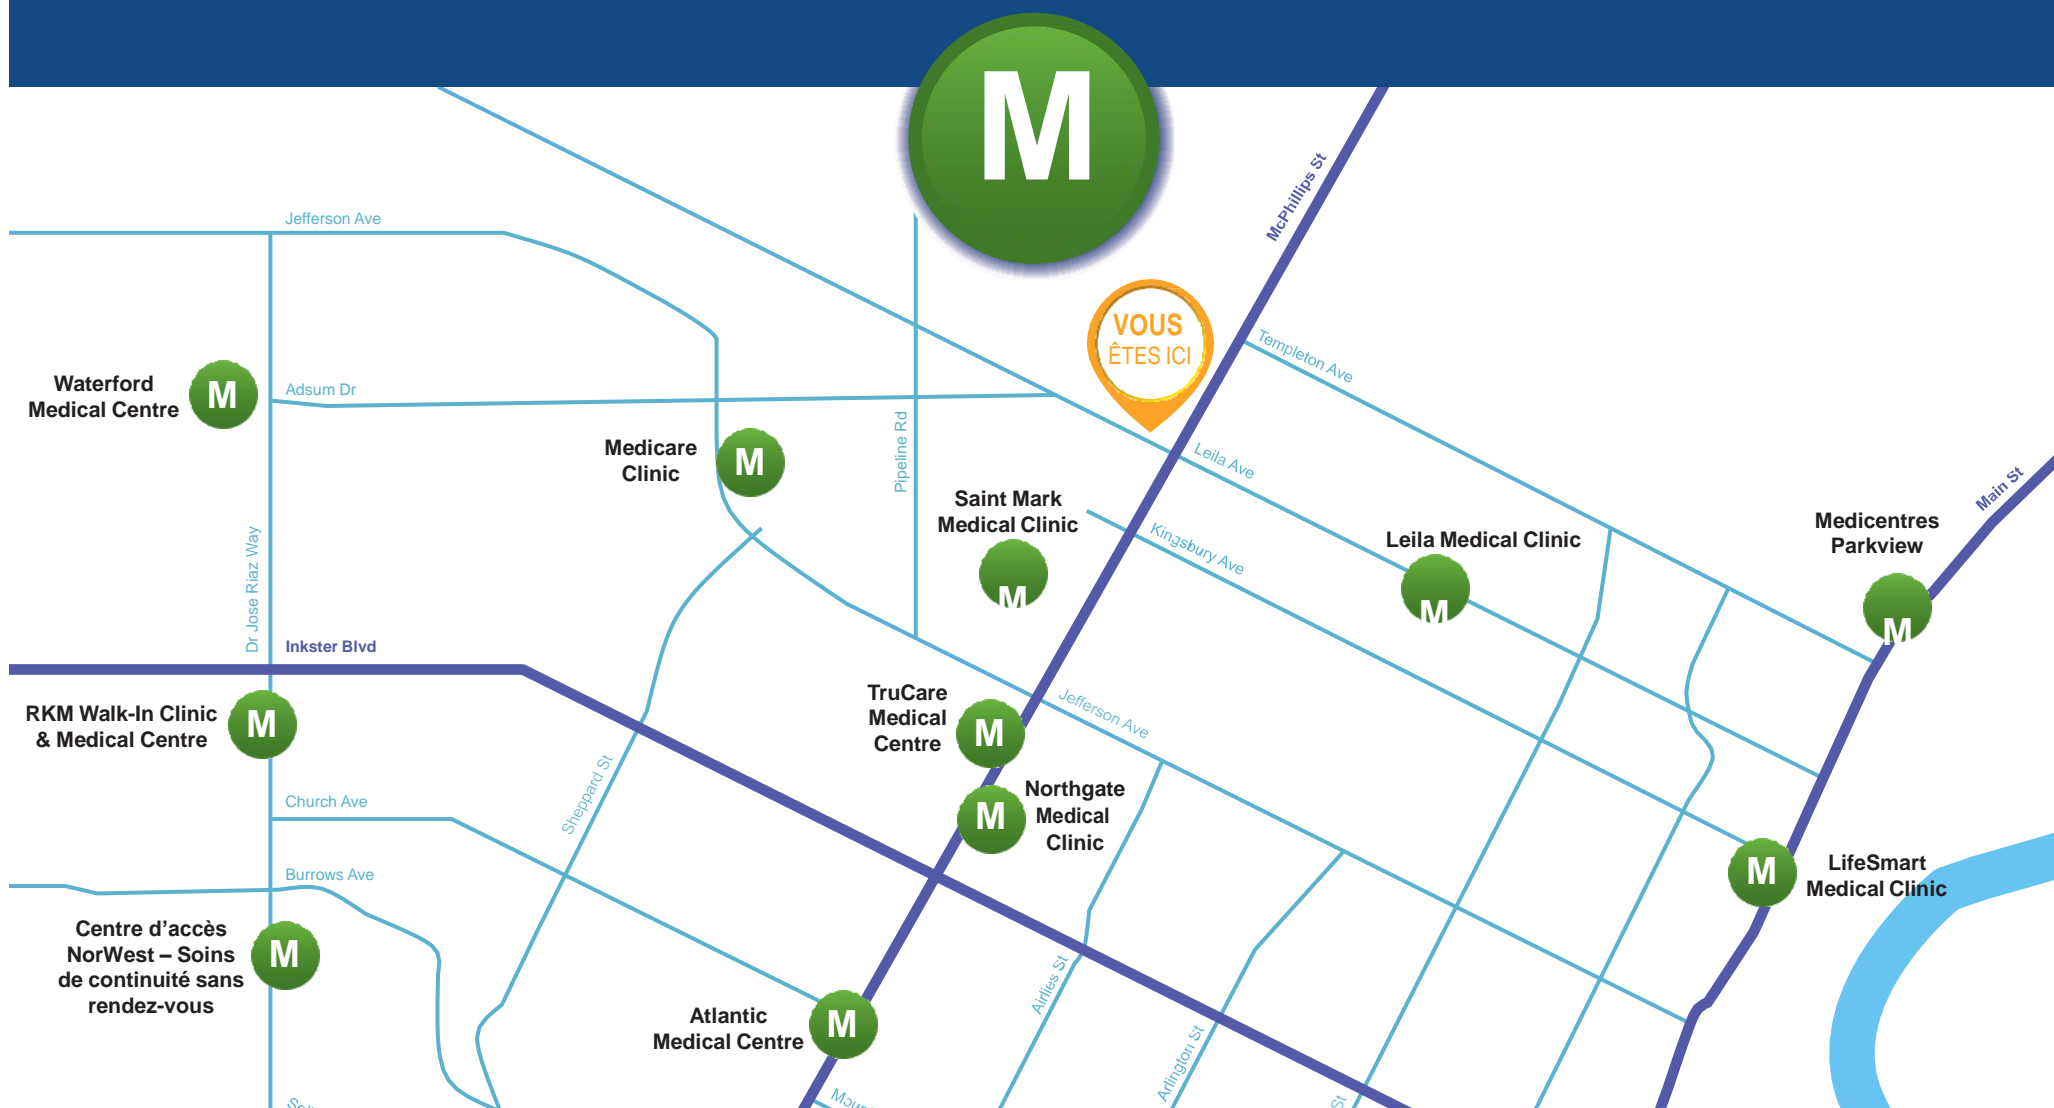 M
McPhillips St
Jefferson Ave
VOUS
ÊTES ICI
Templeton Ave
Waterford
Medical Centre
M
Adsum Dr
Medicare
Clinic
M
Pipeline Rd
Leila Ave
Main St
Saint Mark
Medical Clinic
M
Kingsbury Ave
Leila Medical Clinic
M
Medicentres
Parkview
M
Dr Jose Riaz Way
Inkster Blvd
RKM Walk-In Clinic
& Medical Centre
M
TruCare
Medical
Centre
M
Jefferson Ave
Sheppard St
Northgate
Medical
Clinic
M
Church Ave
Burrows Ave
LifeSmart
Medical Clinic
M
Centre d'accès
NorWest – Soins
de continuité sans
rendez-vous
M
Atlantic
Medical Centre
M
Airlies St
Arlington St
St